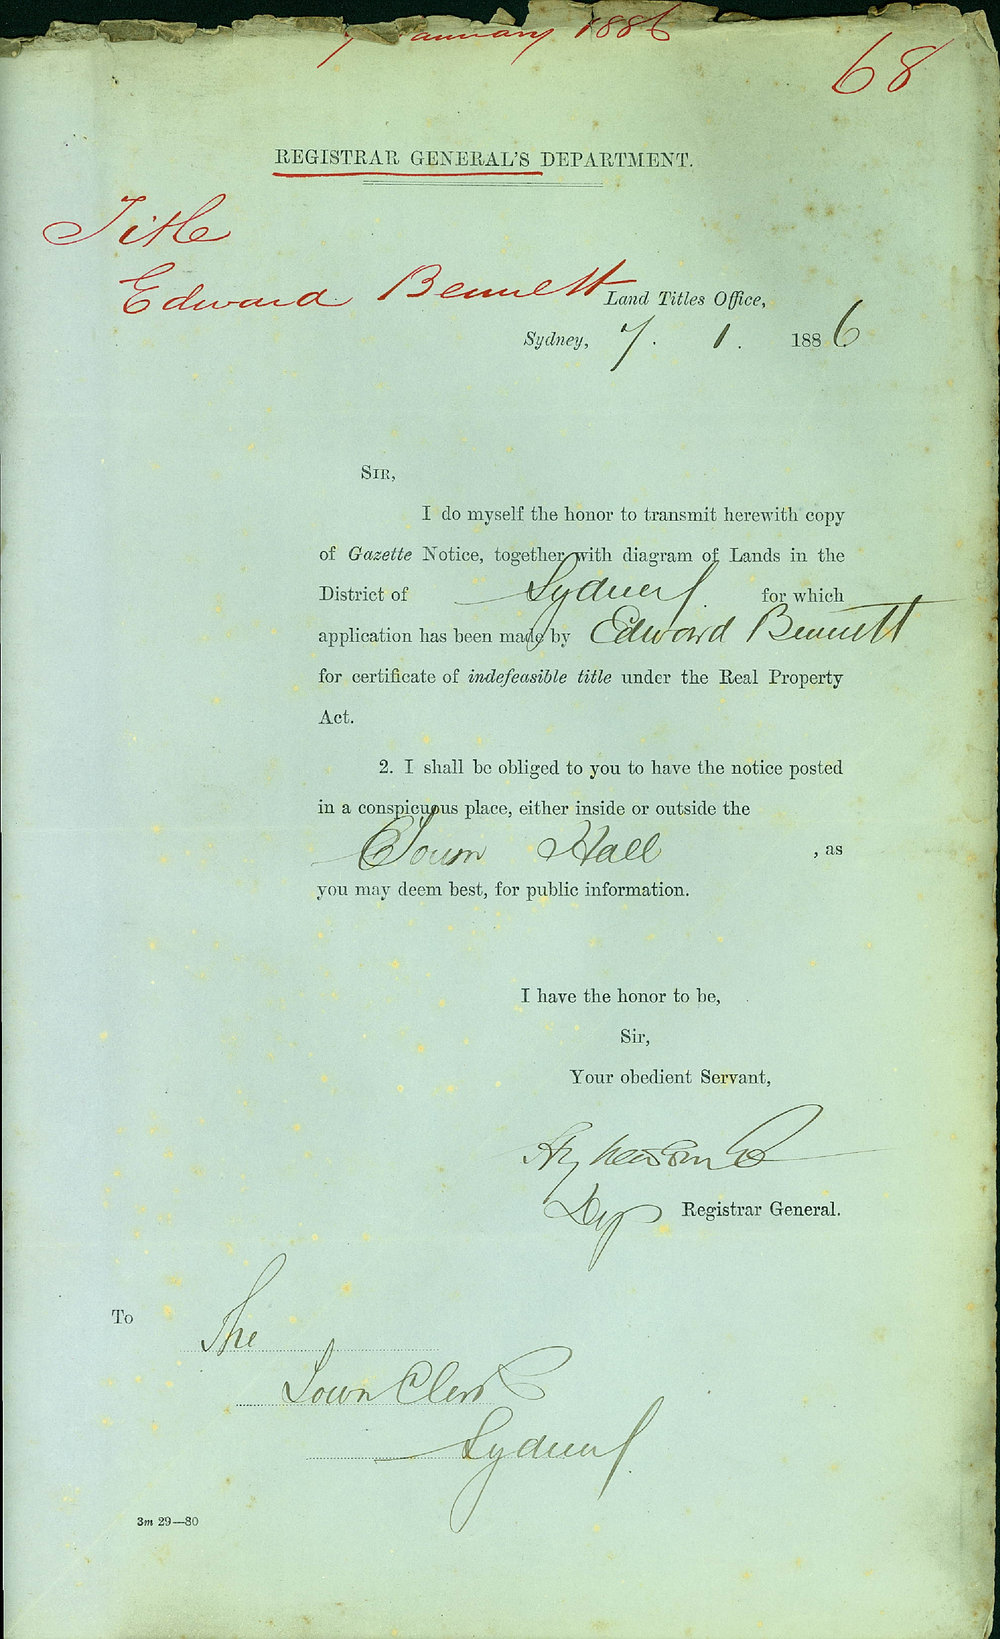 7 January 1886
68
REGISTRAR GENERAL'S DEPARTMENT.
Title
Edward Bennett
Land Titles Office,
Sydney, 7. 1. 1886
SIR,
I do myself the honor to transmit herewith copy
of Gazette Notice, together with diagram of Lands in the
District of Sydney. for which
application has been made by Edward Bennett
for certificate of indefeasible title under the Real Property
Act.
2. I shall be obliged to you to have the notice posted
in a conspicuous place, either inside or outside the
Town Hall , as
you may deem best, for public information.
I have the honor to be,
Sir,
Your obedient Servant,
Dep Registrar General.
To
The
Town Clerk
Sydney.
3m 29—80